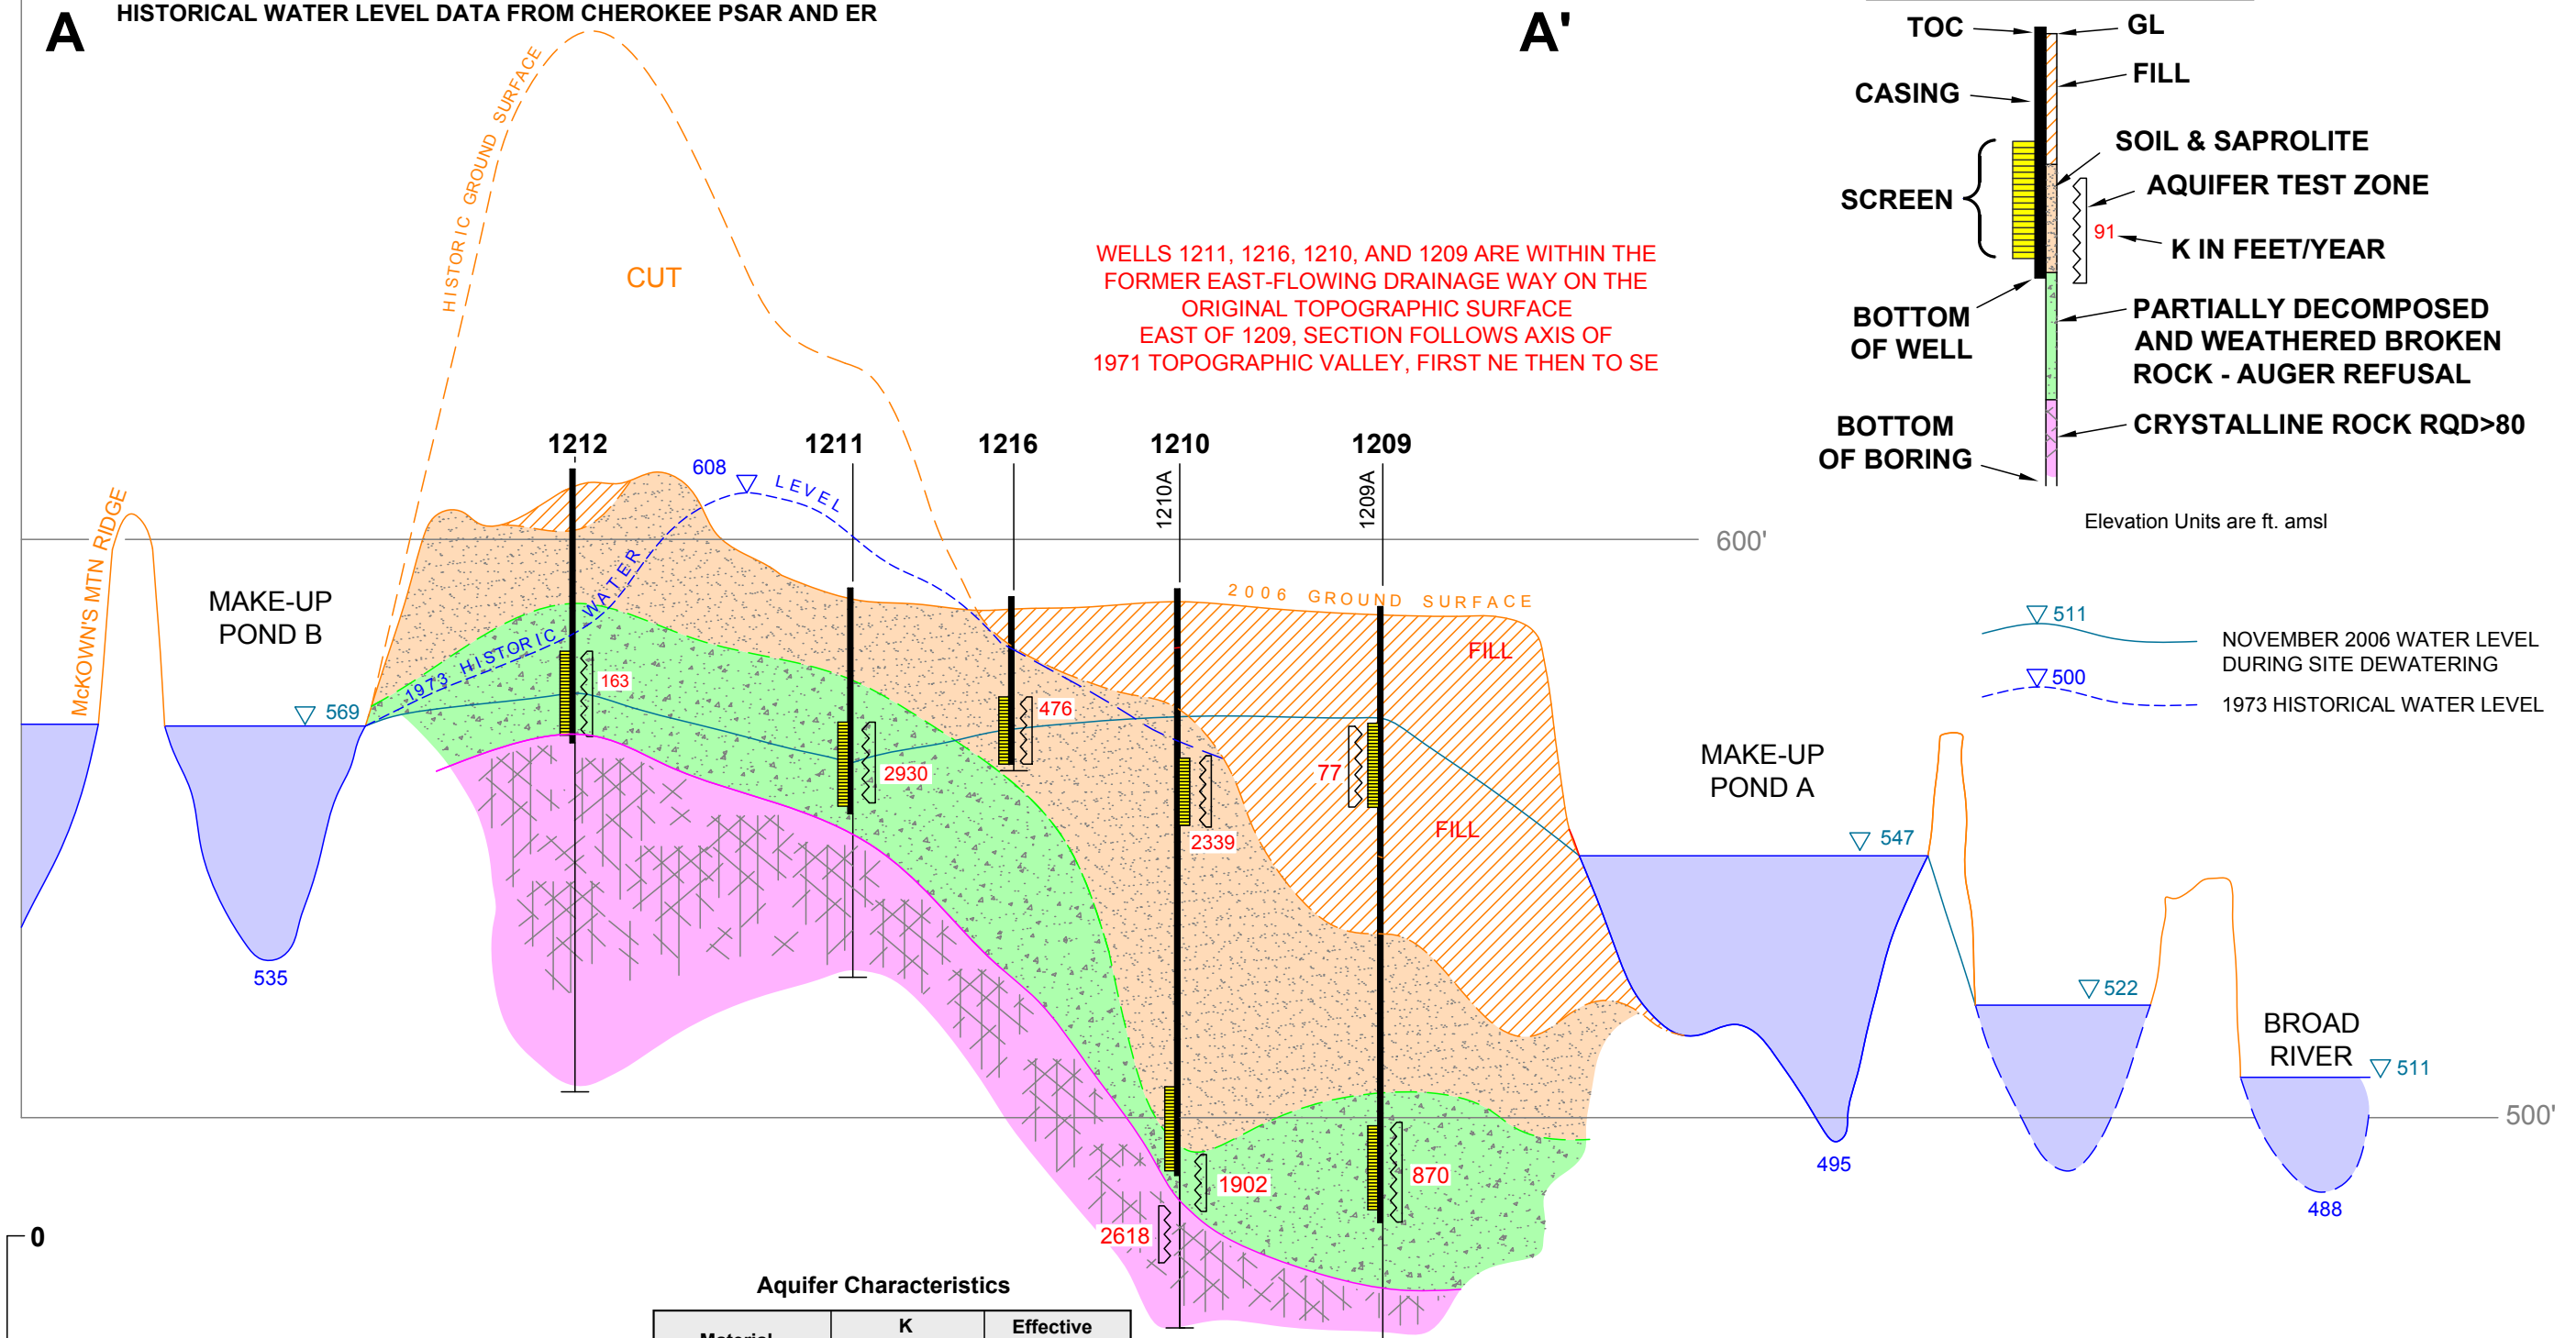 HISTORICAL WATER LEVEL DATA FROM CHEROKEE PSAR AND ER
A
A'
TOC
GL
FILL
CASING
SOIL & SAPROLITE
AQUIFER TEST ZONE
SCREEN
91
K IN FEET/YEAR
BOTTOM
OF WELL
PARTIALLY DECOMPOSED
AND WEATHERED BROKEN
ROCK - AUGER REFUSAL
CRYSTALLINE ROCK RQD>80
BOTTOM
OF BORING
Elevation Units are ft. amsl
HISTORIC GROUND SURFACE
CUT
WELLS 1211, 1216, 1210, AND 1209 ARE WITHIN THE
FORMER EAST-FLOWING DRAINAGE WAY ON THE
ORIGINAL TOPOGRAPHIC SURFACE
EAST OF 1209, SECTION FOLLOWS AXIS OF
1971 TOPOGRAPHIC VALLEY, FIRST NE THEN TO SE
1212
1211
1216
1210
1209
1210A
1209A
608
1973 HISTORIC WATER LEVEL
600'
McKOWN'S MTN RIDGE
MAKE-UP
POND B
2006 GROUND SURFACE
511
NOVEMBER 2006 WATER LEVEL
DURING SITE DEWATERING
500
1973 HISTORICAL WATER LEVEL
FILL
569
163
476
2930
77
2339
FILL
MAKE-UP
POND A
547
535
522
BROAD
RIVER
511
500'
495
488
1902
870
2618
0
Aquifer Characteristics
K
Effective
Material